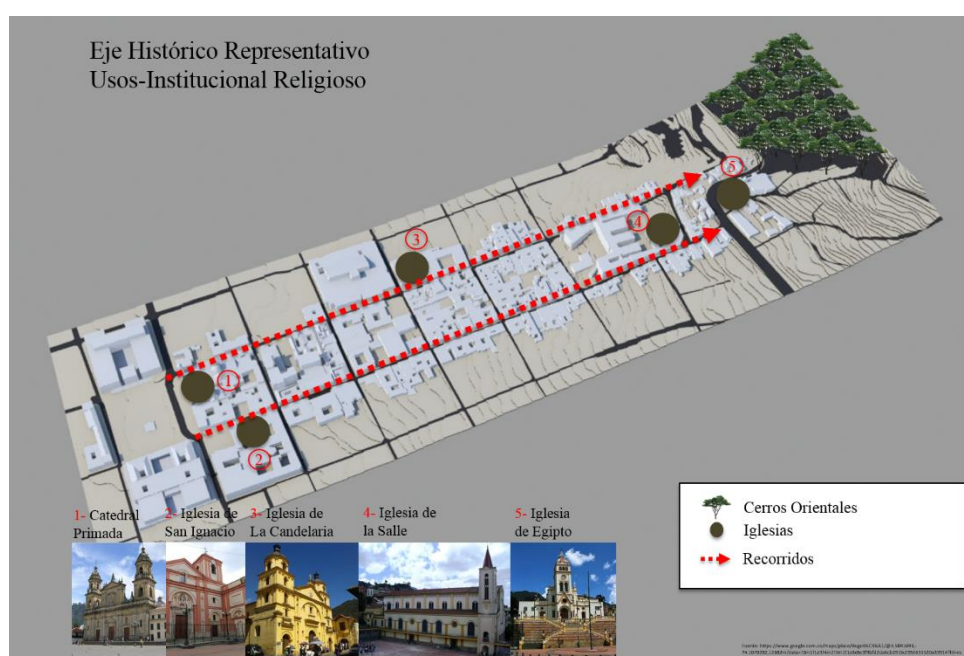 Eje Histórico Representativo
Usos-Institucional Religioso
5
3
4
1
2
1- Catedral
Primada
2- Iglesia de
San Ignacio
3- Iglesia de
La Candelaria
4- Iglesia de
la Salle
5- Iglesia
de Egipto
Cerros Orientales
Iglesias
Recorridos